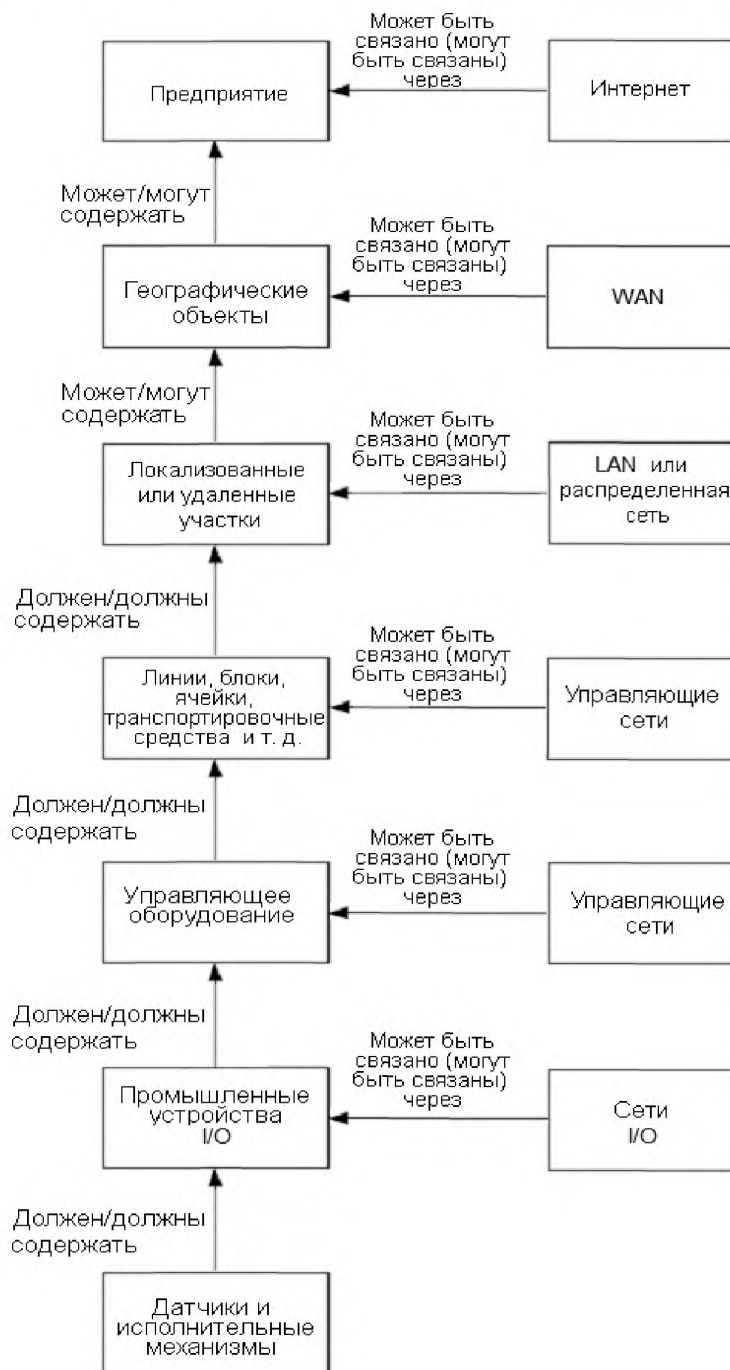 Может быть
связано (могут
быть связаны)
через
Предприятие
Интернет
Может/могут
содержать
Может быть
связано (могут
быть связаны)
через
Географические
объекты
WAN
Может/могут
содержать
Может быть
связано (могут
быть связаны)
через
Локализованные
или удаленные
участки
LAN или
распределенная
сеть
Должен/должны
содержать
Может быть
связано (могут
быть связаны)
через
Линии, блоки,
ячейки,
транспортировочные
средства и т. д.
Управляющие
сети
Должен/должны
содержать
Может быть
связано (могут
быть связаны)
через
Управляющее
оборудование
Управляющие
сети
Должен/должны
содержать
Может быть
связано (могут
быть связаны)
через
Промышленные
устройства
I/O
Сети
I/O
Должен/должны
содержать
Датчики и
исполнительные
механизмы